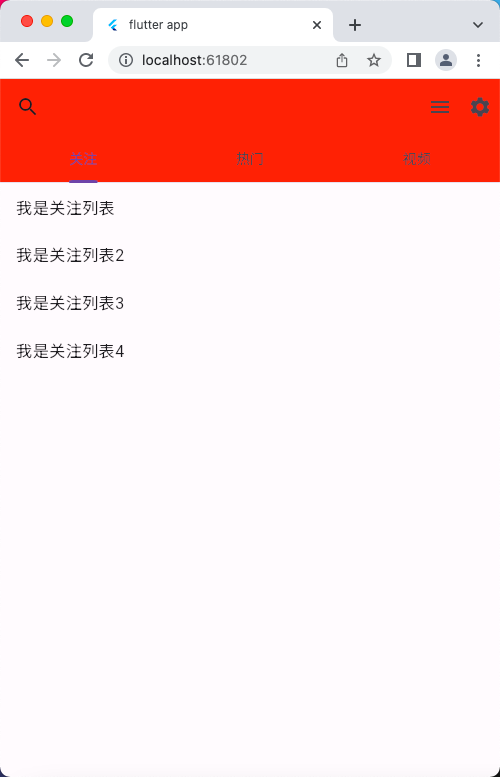 flutter app
localhost:61802
关注 热门 视频
我是关注列表
我是关注列表2
我是关注列表3
我是关注列表4